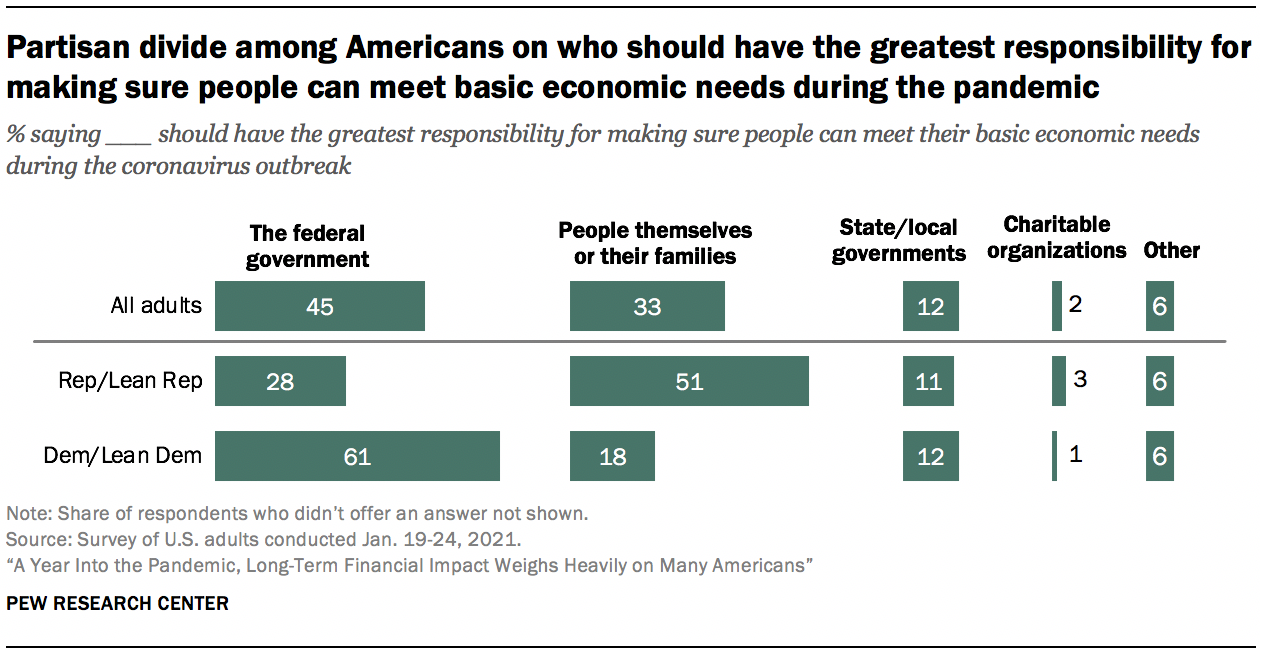 Partisan divide among Americans on who should have the greatest responsibility for
making sure people can meet basic economic needs during the pandemic
% saying ___ should have the greatest responsibility for making sure people can meet their basic economic needs
during the coronavirus outbreak
The federal
government
People themselves
or their families
State/local
governments
Charitable
organizations
Other
All adults 45 33 12 2 6
Rep/Lean Rep 28 51 11 3 6
Dem/Lean Dem 61 18 12 1 6
Note: Share of respondents who didn’t offer an answer not shown.
Source: Survey of U.S. adults conducted Jan. 19-24, 2021.
“A Year Into the Pandemic, Long-Term Financial Impact Weighs Heavily on Many Americans”
PEW RESEARCH CENTER